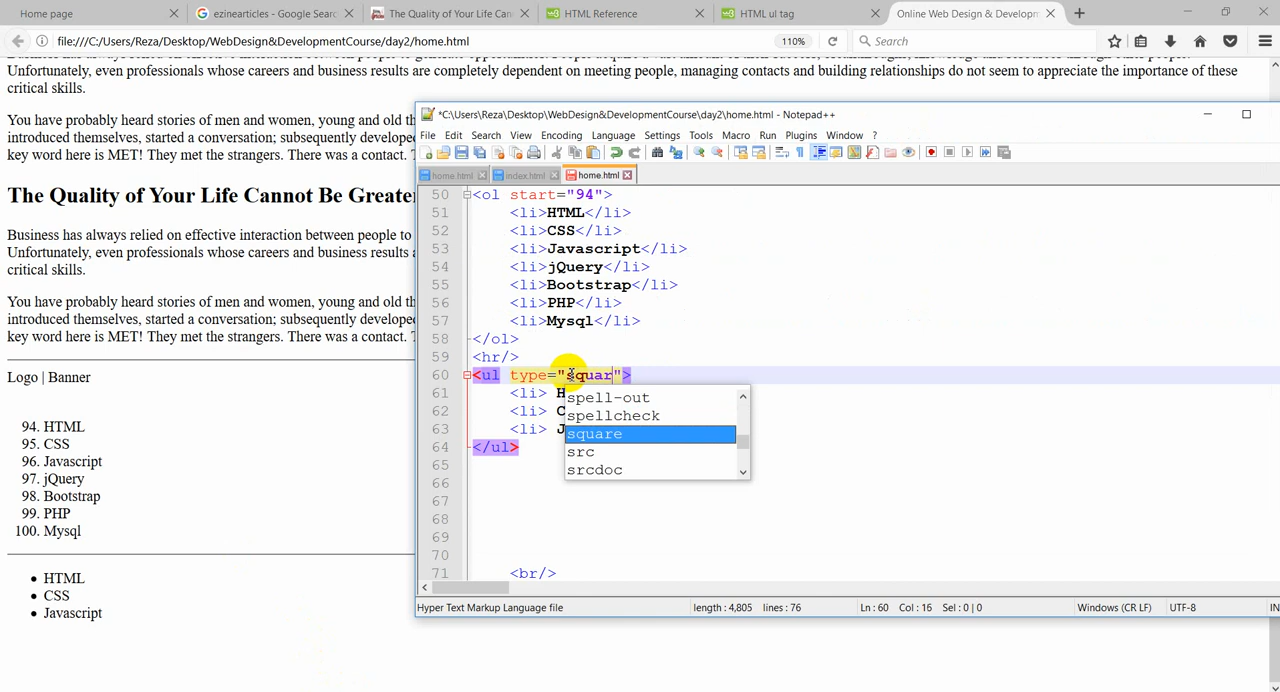 Home page
ezinearticles - Google Searc
The Quality of Your Life Can
HTML Reference
HTML ul tag
Online Web Design & Developm
file:///C:/Users/Reza/Desktop/WebDesign&DevelopmentCourse/day2/home.html
110%
Search
Unfortunately, even professionals whose careers and business results are completely dependent on meeting people, managing contacts and building relationships do not seem to appreciate the importance of these
critical skills.
You have probably heard stories of men and women, young and old th
introduced themselves, started a conversation; subsequently develope
key word here is MET! They met the strangers. There was a contact. T
The Quality of Your Life Cannot Be Greate
Business has always relied on effective interaction between people to
Unfortunately, even professionals whose careers and business results a
critical skills.
You have probably heard stories of men and women, young and old th
introduced themselves, started a conversation; subsequently develope
key word here is MET! They met the strangers. There was a contact. T
Logo | Banner
94. HTML
95. CSS
96. Javascript
97. jQuery
98. Bootstrap
99. PHP
100. Mysql
• HTML
• CSS
• Javascript
*C:\Users\Reza\Desktop\WebDesign&DevelopmentCourse\day2\home.html - Notepad++
File Edit Search View Encoding Language Settings Tools Macro Run Plugins Window ?
home.html index.html home.html
50 <ol start="94">
51 <li>HTML</li>
52 <li>CSS</li>
53 <li>Javascript</li>
54 <li>jQuery</li>
55 <li>Bootstrap</li>
56 <li>PHP</li>
57 <li>Mysql</li>
58 </ol>
59 <hr/>
60 <ul type="squar">
61 <li> H
62 <li> C
63 <li> J
64 </ul>
65
66
67
68
69
70
71 <br/>
spell-out
spellcheck
square
src
srcdoc
Hyper Text Markup Language file
length : 4,805 lines : 76
Ln : 60 Col : 16 Sel : 0 | 0
Windows (CR LF)
UTF-8
IN